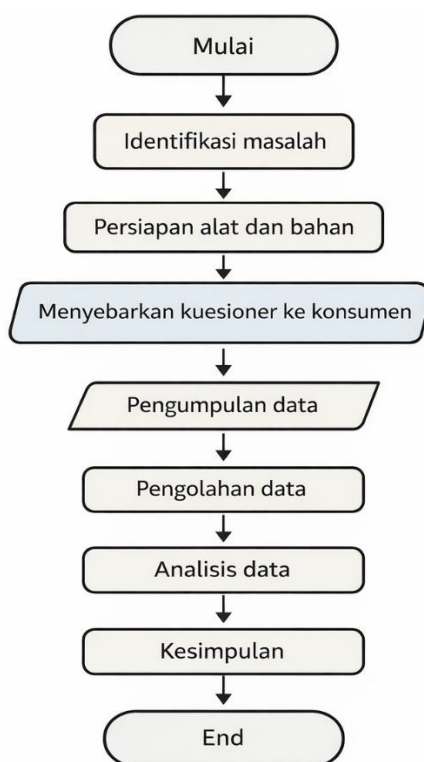 Mulai
Identifikasi masalah
Persiapan alat dan bahan
Menyebarkan kuesioner ke konsumen
Pengumpulan data
Pengolahan data
Analisis data
Kesimpulan
End